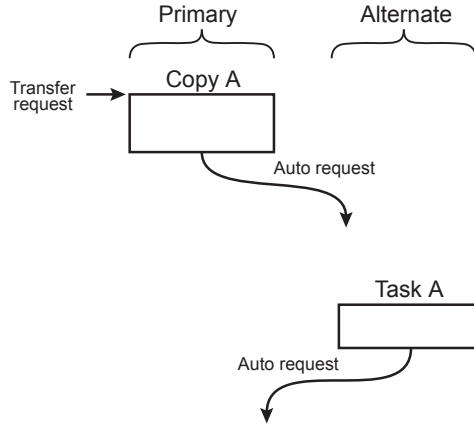 Primary
Alternate
Copy A
Transfer
request
Auto request
Task A
Auto request